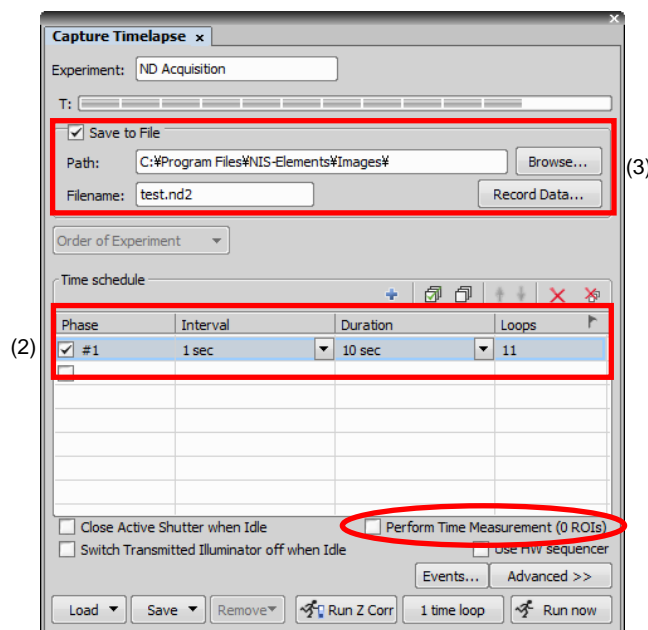 Capture Timelapse x
Experiment: ND Acquisition
T:
Save to File
Path: C:¥Program Files¥NIS-Elements¥Images¥ Browse...
(3)
Filename: test.nd2 Record Data...
Order of Experiment
Time schedule
Phase Interval Duration Loops
(2)
#1 1 sec 10 sec 11
Close Active Shutter when Idle Perform Time Measurement (0 ROIs)
Switch Transmitted Illuminator off when Idle Use HW sequencer
Events... Advanced >>
Load Save Remove Run Z Corr 1 time loop Run now